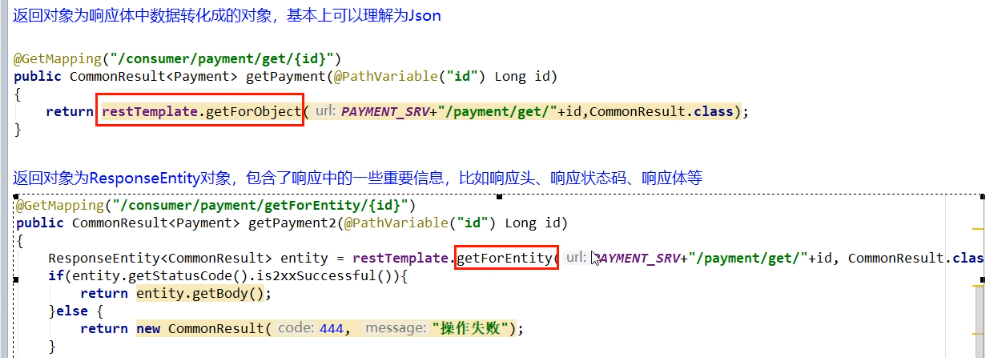 返回对象为响应体中数据转化成的对象，基本上可以理解为Json
@GetMapping("/consumer/payment/get/{id}")
public CommonResult<Payment> getPayment(@PathVariable("id") Long id)
{
return restTemplate.getForObject( url: PAYMENT_SRV+"/payment/get/"+id,CommonResult.class);
}
返回对象为ResponseEntity对象，包含了响应中的一些重要信息，比如响应头、响应状态码、响应体等
@GetMapping("/consumer/payment/getForEntity/{id}")
public CommonResult<Payment> getPayment2(@PathVariable("id") Long id)
{
ResponseEntity<CommonResult> entity = restTemplate.getForEntity( url: PAYMENT_SRV+"/payment/get/"+id, CommonResult.clas
if(entity.getStatusCode().is2xxSuccessful()){
return entity.getBody();
}else {
return new CommonResult( code: 444, message: "操作失败");
}